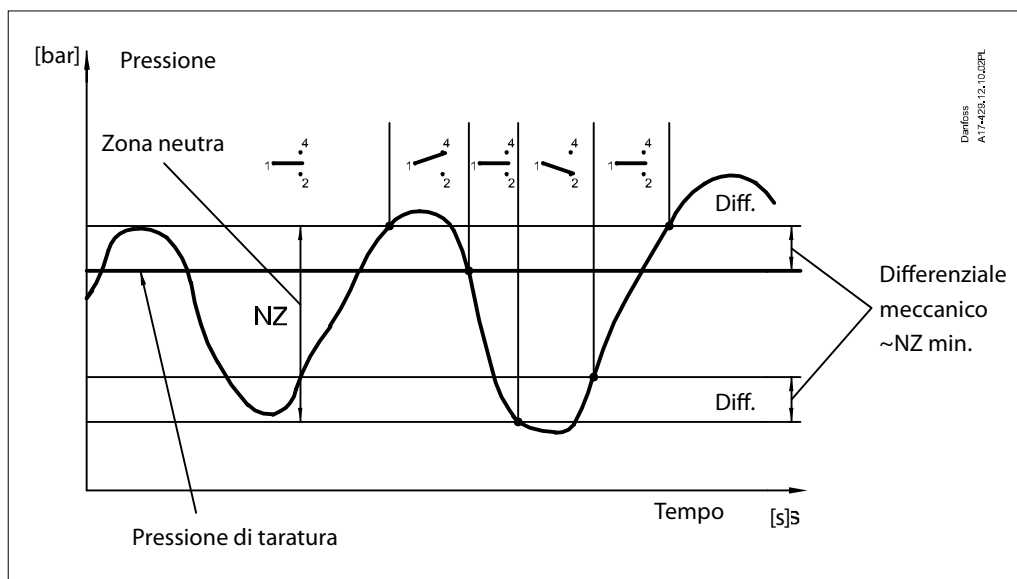 [bar]
Pressione
Danfoss
A17-429.12.10.02PL
Zona neutra
4
1
2
4
1
2
4
1
2
4
1
2
4
1
2
Diff.
NZ
Differenziale
meccanico
~NZ min.
Diff.
Tempo
[s]s
Pressione di taratura